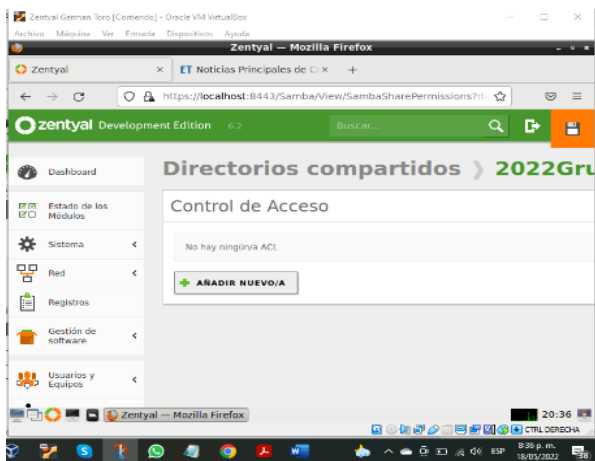 Zentyal German Toro [Corriendo] - Oracle VM VirtualBox
Archivo Máquina Ver Entrada Dispositivos Ayuda
Zentyal — Mozilla Firefox
Zentyal × ET Noticias Principales de × +
https://localhost:8443/Samba/View/SambaSharePermissions?di
zentyal Development Edition 6.2 Buscar...
Dashboard
Directorios compartidos 2022Gru
Estado de los
Módulos
Control de Acceso
Sistema
No hay ningún/a ACL
Red
AÑADIR NUEVO/A
Registros
Gestión de
software
Usuarios y
Equipos
Zentyal — Mozilla Firefox 20:36
CTRL DERECHA
ESP 8:36 p. m.
18/05/2022 38